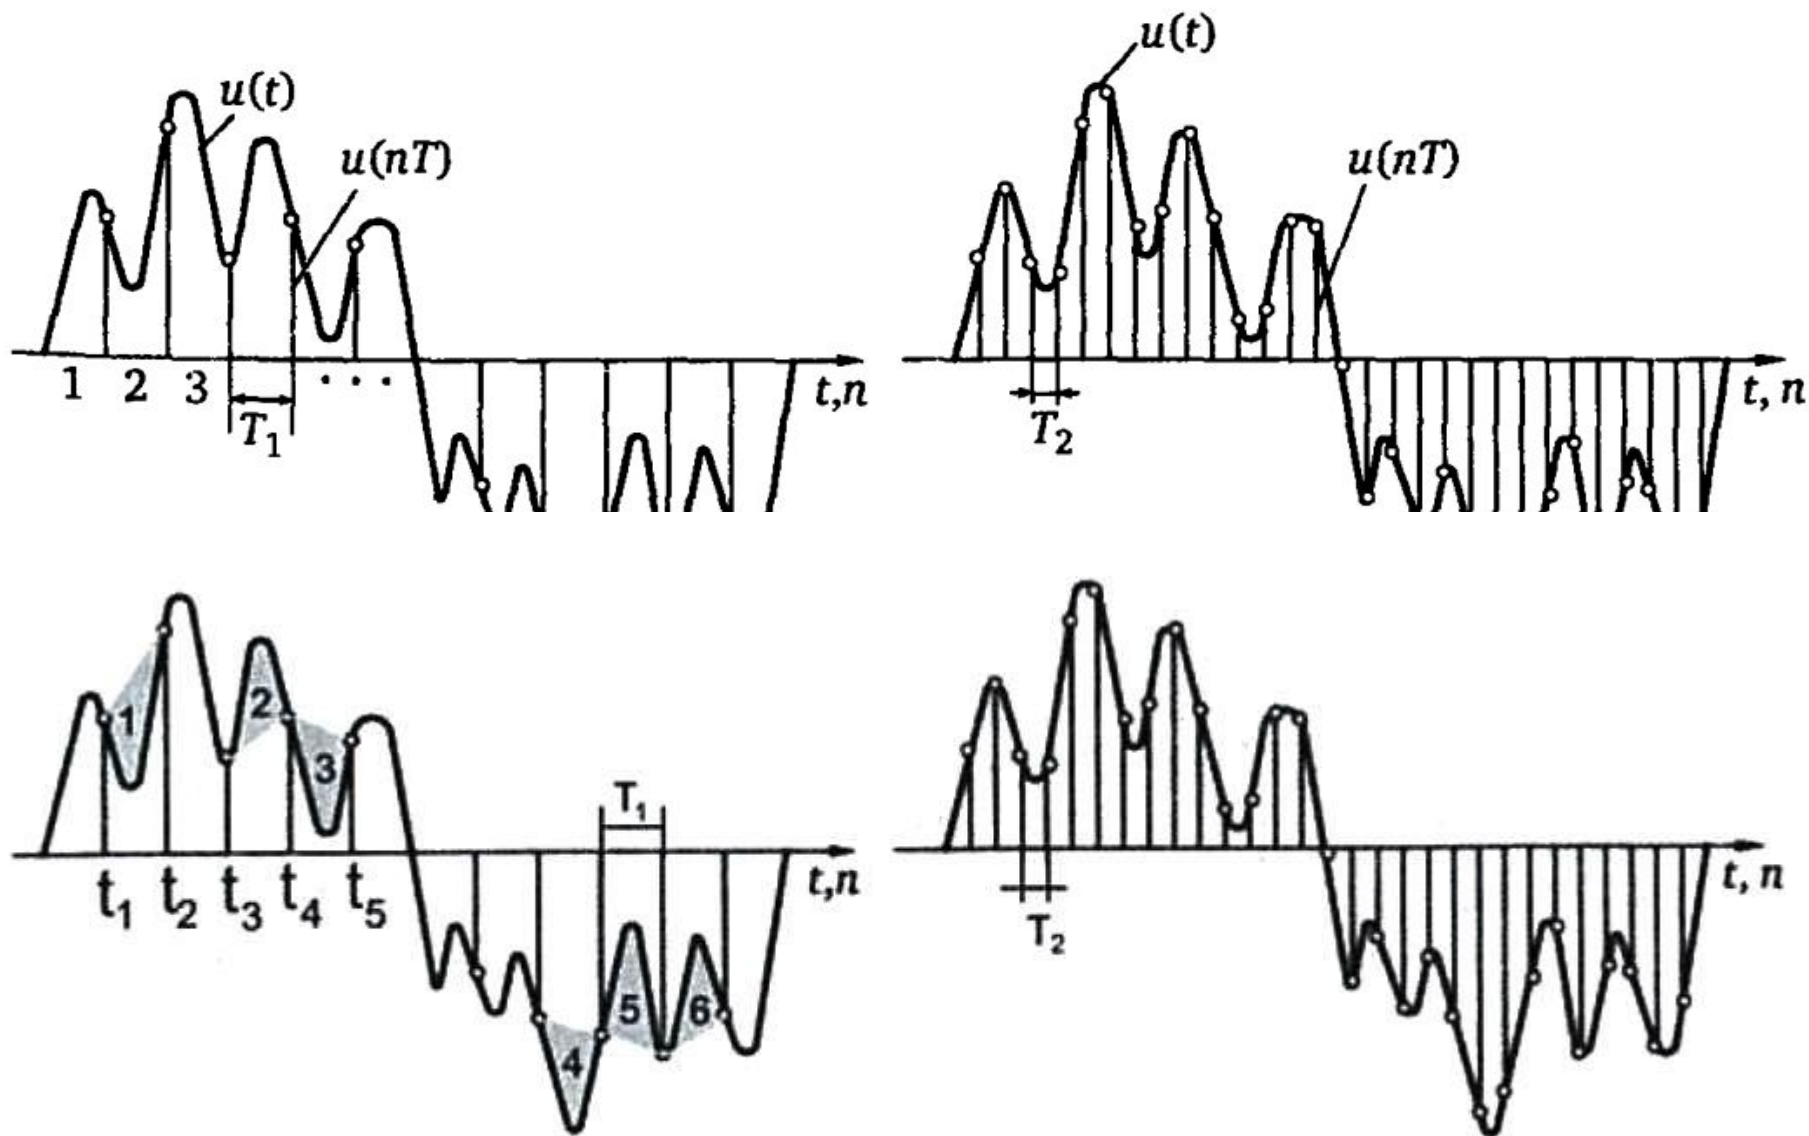 u(t)
u(nT)
1 2 3 . . .
T₁
t,n
u(t)
u(nT)
T₂
t, n
1
2
3
T₁
t₁ t₂ t₃ t₄ t₅
t,n
4
5
6
T₂
t, n